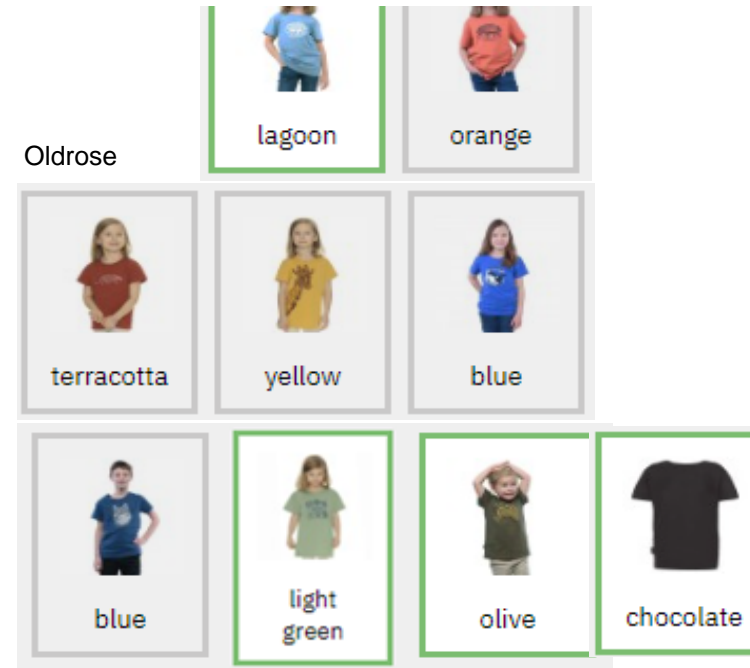 lagoon
orange
Oldrose
terracotta
yellow
blue
blue
light
green
olive
chocolate